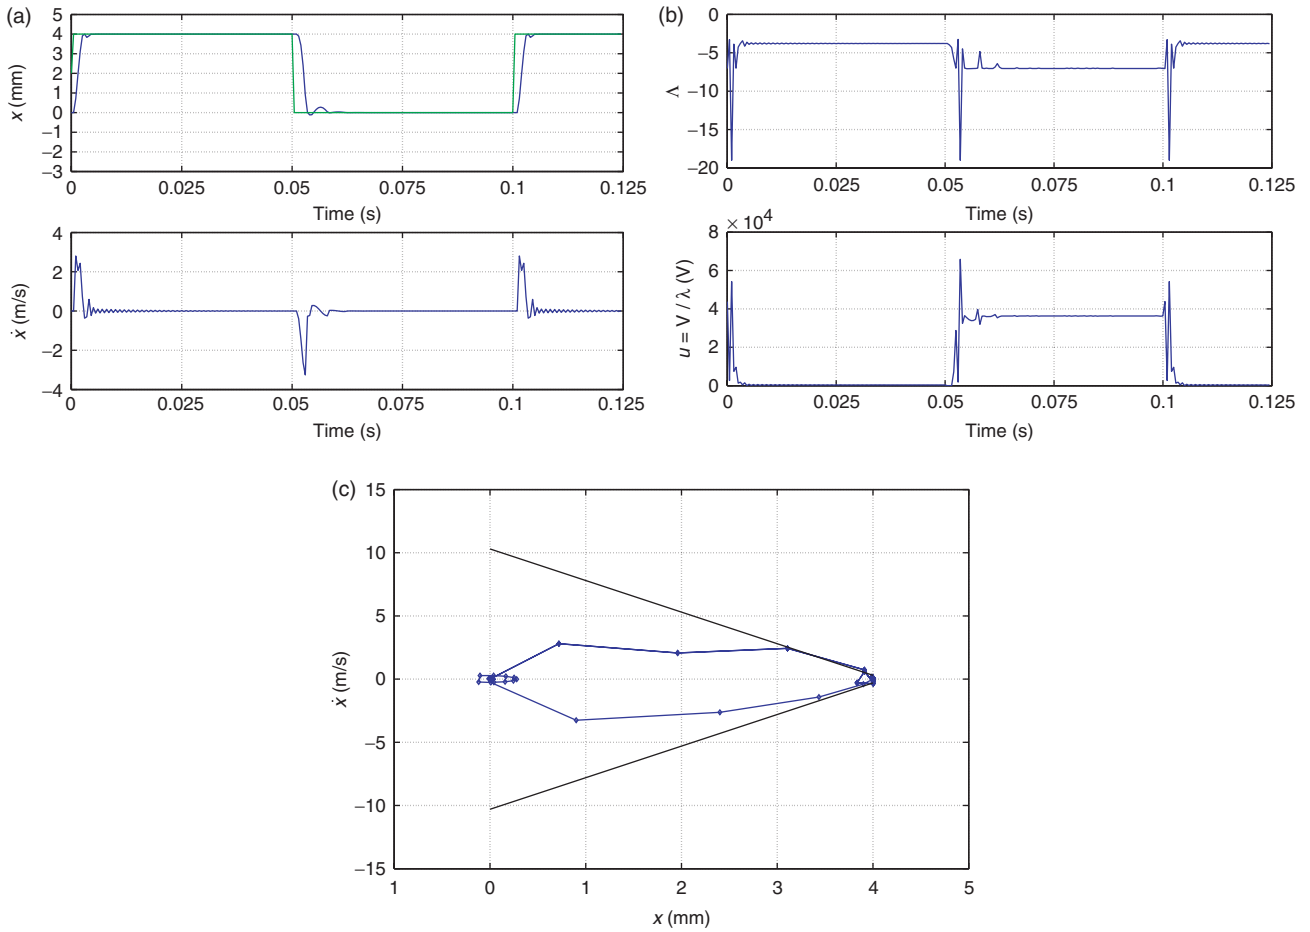 (a)
5
4
3
2
1
0
−1
−2
−3
x (mm)
0 0.025 0.05 0.075 0.1 0.125
Time (s)
4
2
0
−2
−4
ẋ (m/s)
0 0.025 0.05 0.075 0.1 0.125
Time (s)
(b)
0
−5
−10
−15
−20
Λ
0 0.025 0.05 0.075 0.1 0.125
Time (s)
× 10⁴
8
6
4
2
0
u = V / λ (V)
0 0.025 0.05 0.075 0.1 0.125
Time (s)
(c)
15
10
5
0
−5
−10
−15
ẋ (m/s)
1 0 1 2 3 4 5
x (mm)